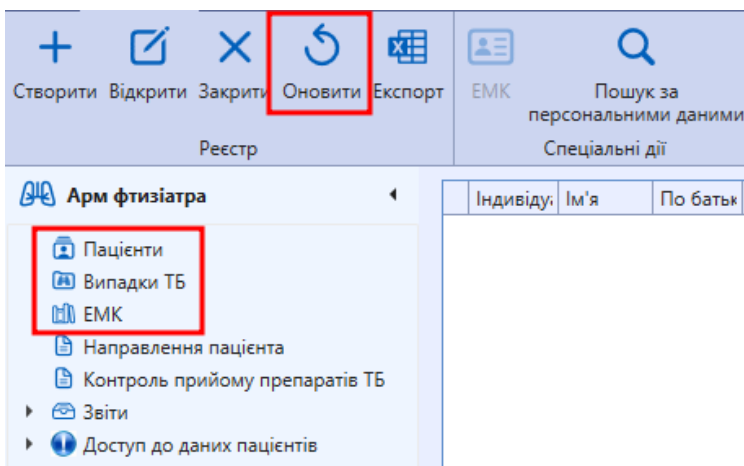 Створити Відкрити Закрити Оновити Експорт
Реєстр
ЕМК Пошук за
персональними даними
Спеціальні дії
Арм фтизіатра
Пацієнти
Випадки ТБ
ЕМК
Направлення пацієнта
Контроль прийому препаратів ТБ
Звіти
Доступ до даних пацієнтів
Індивіду Ім'я По батьк